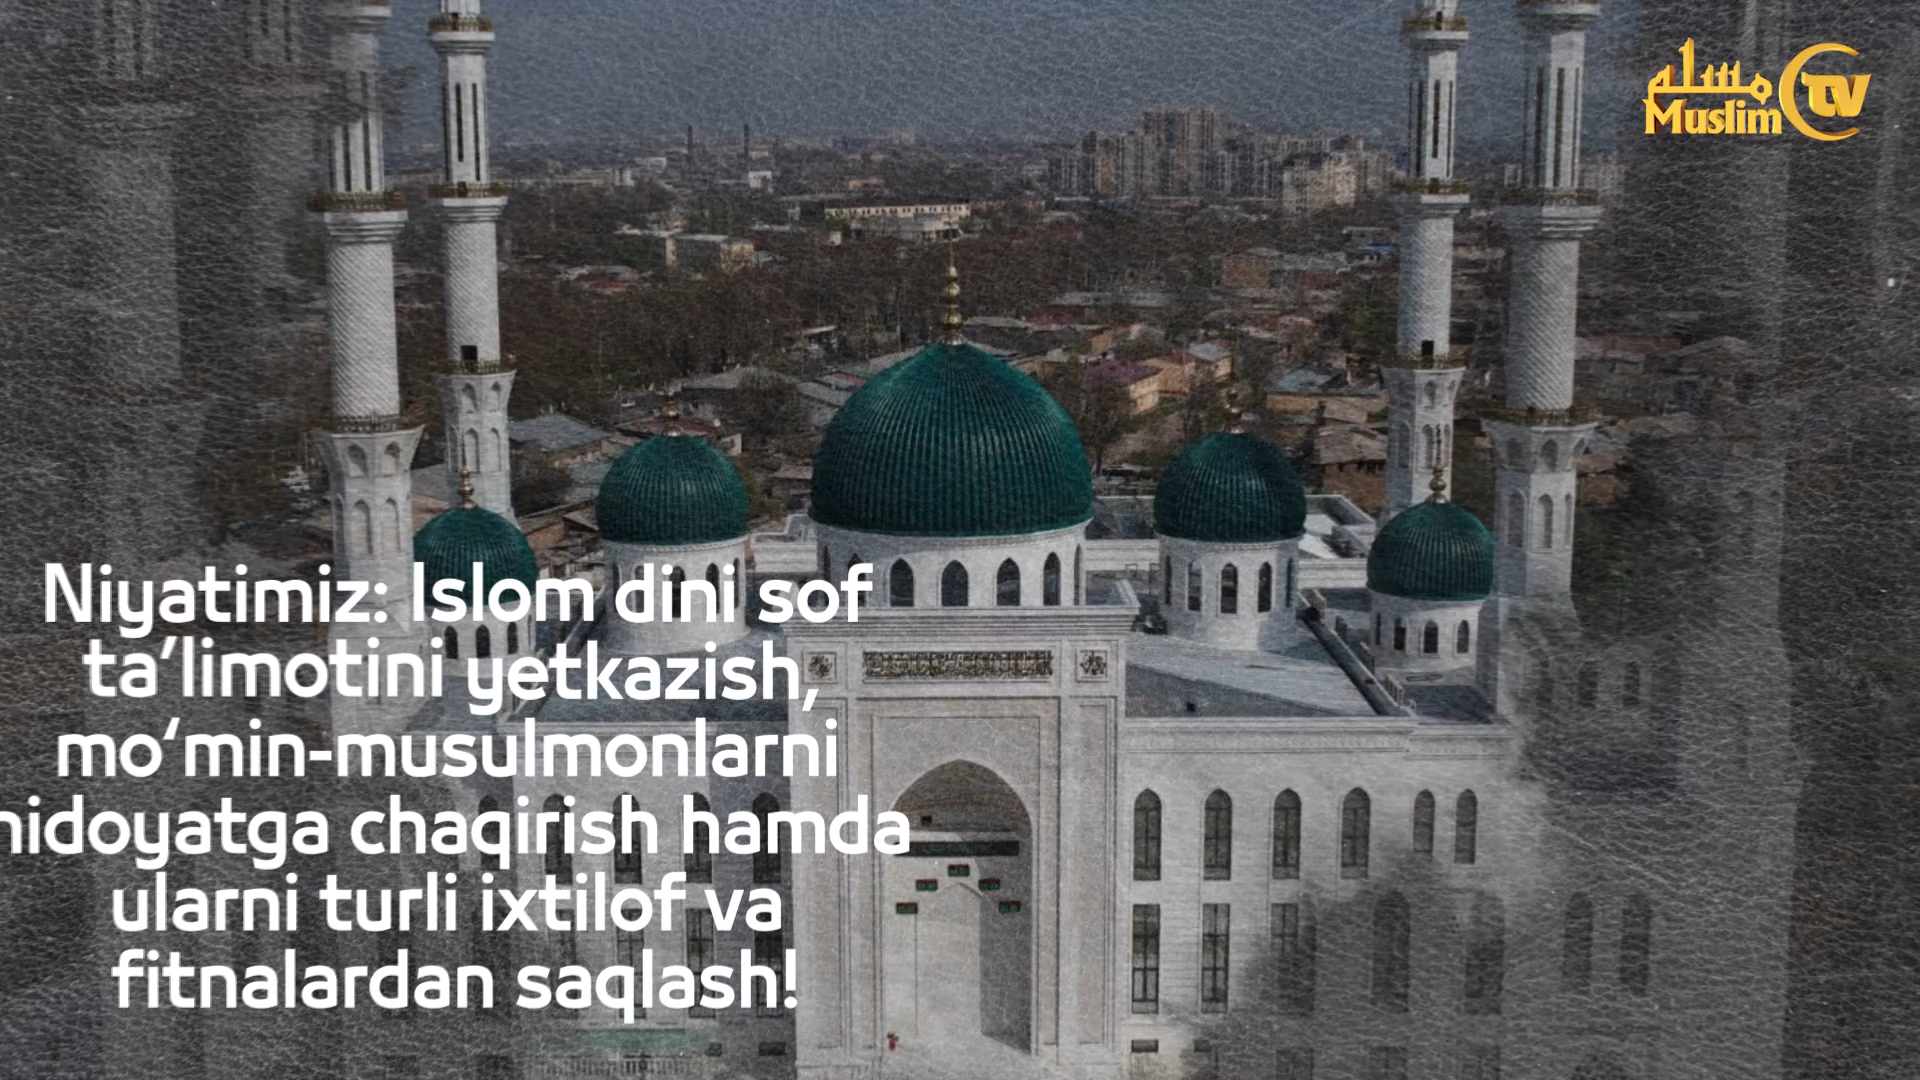 مسلم
Muslim TV
Niyatimiz: Islom dini sof
ta’limotini yetkazish,
mo‘min-musulmonlarni
hidoyatga chaqirish hamda
ularni turli ixtilof va
fitnalardan saqlash!